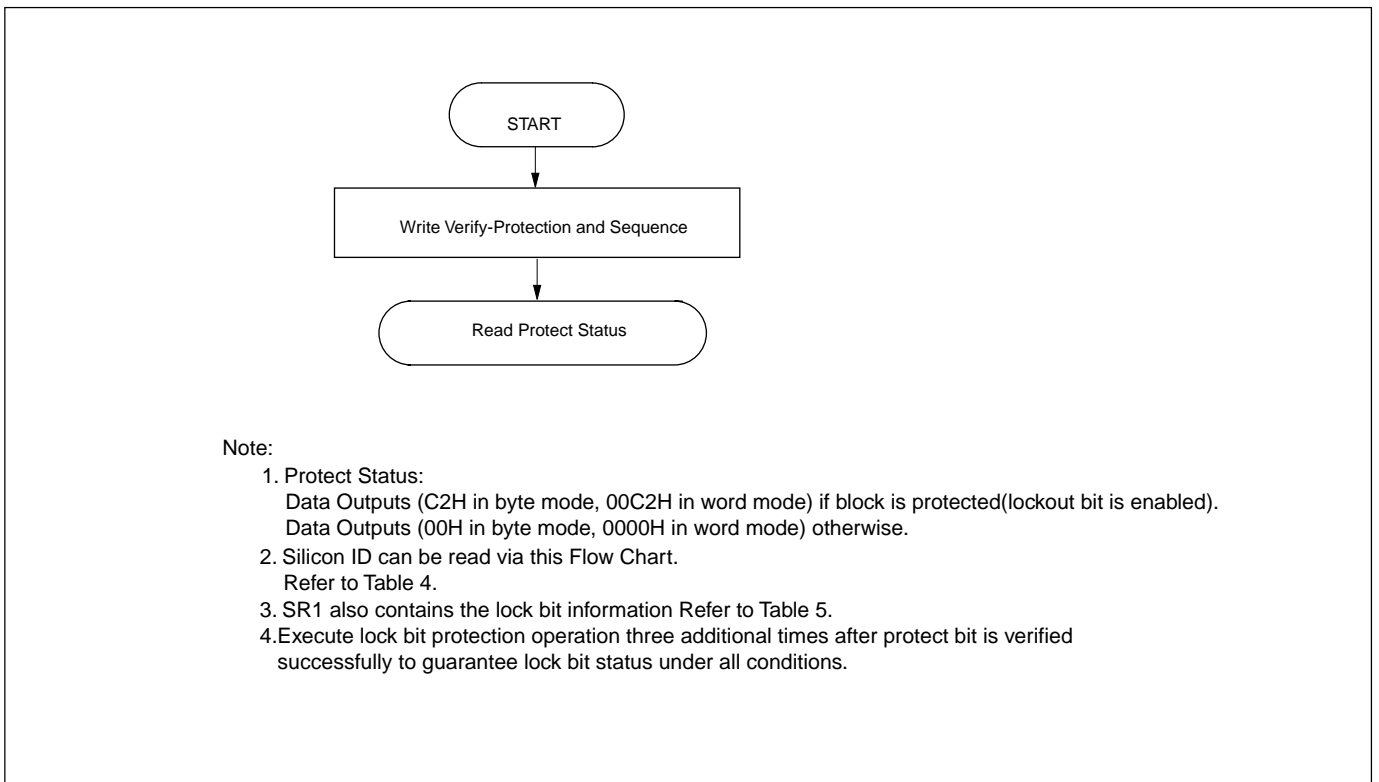 START
Write Verify-Protection and Sequence
Read Protect Status
Note:
1. Protect Status:
Data Outputs (C2H in byte mode, 00C2H in word mode) if block is protected(lockout bit is enabled).
Data Outputs (00H in byte mode, 0000H in word mode) otherwise.
2. Silicon ID can be read via this Flow Chart.
Refer to Table 4.
3. SR1 also contains the lock bit information Refer to Table 5.
4.Execute lock bit protection operation three additional times after protect bit is verified
successfully to guarantee lock bit status under all conditions.